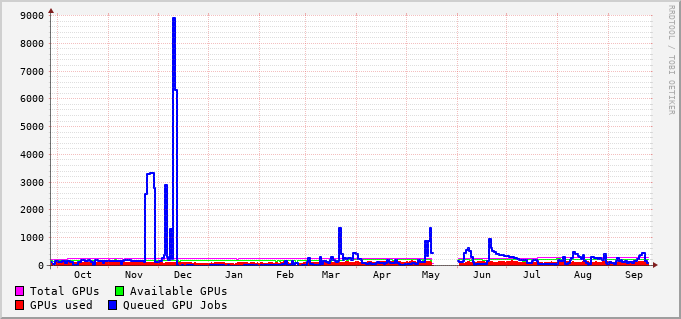 9000
8000
7000
6000
5000
4000
3000
2000
1000
0
Oct Nov Dec Jan Feb Mar Apr May Jun Jul Aug Sep
Total GPUs Available GPUs
GPUs used Queued GPU Jobs
RRDTOOL / TOBI OETIKER